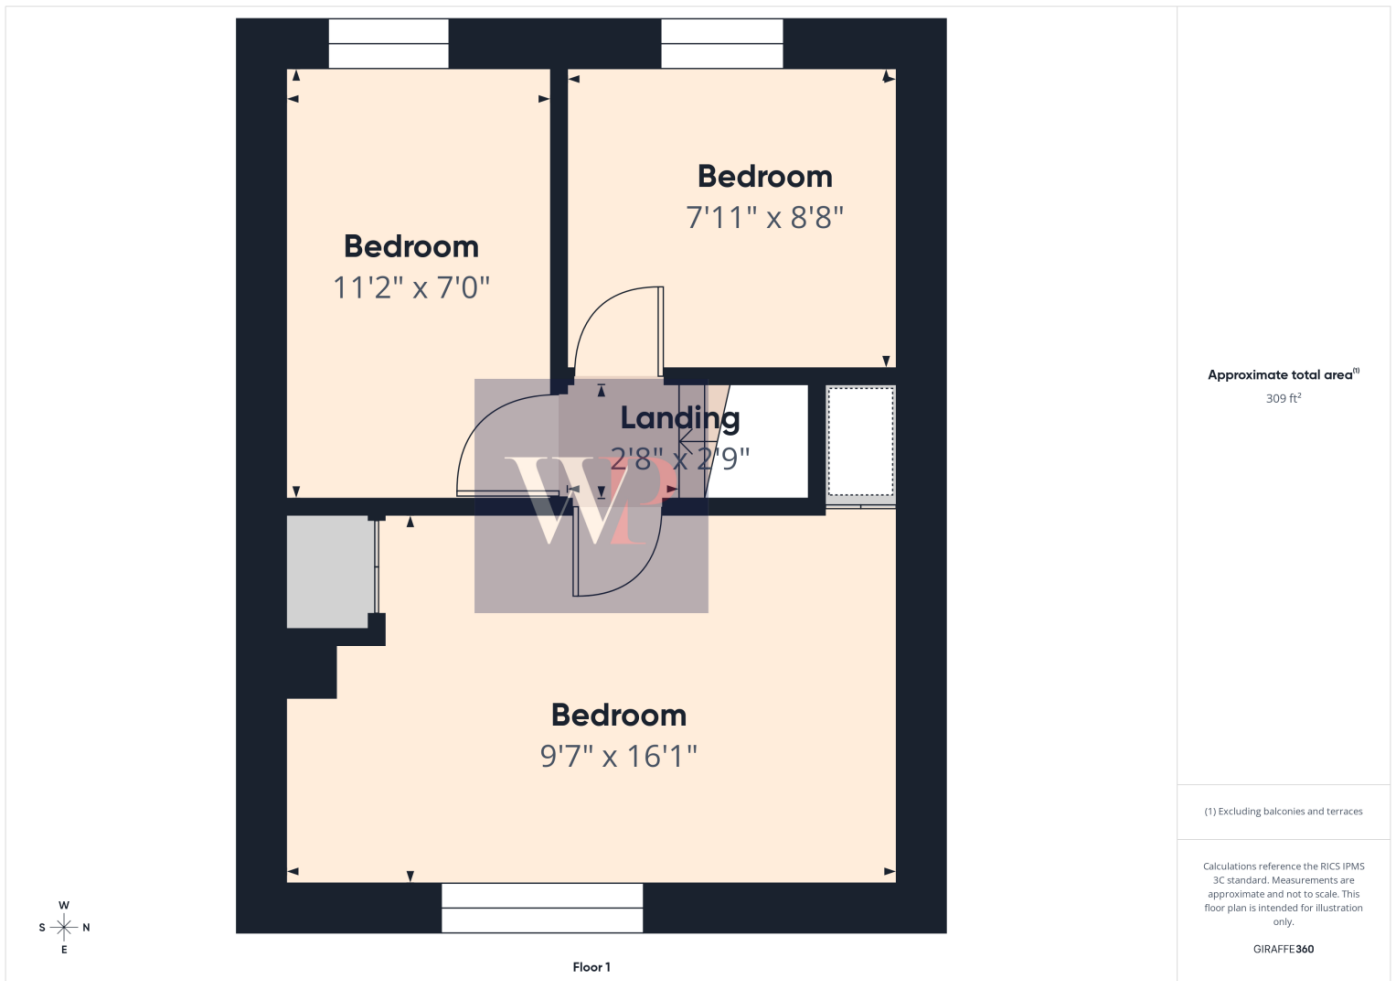 Bedroom
7'11" x 8'8"
Bedroom
11'2" x 7'0"
Landing
2'8" x 2'9"
WP
Bedroom
9'7" x 16'1"
W
S N
E
Floor 1
Approximate total area⁽¹⁾
309 ft²
(1) Excluding balconies and terraces
Calculations reference the RICS IPMS
3C standard. Measurements are
approximate and not to scale. This
floor plan is intended for illustration
only.
GIRAFFE360